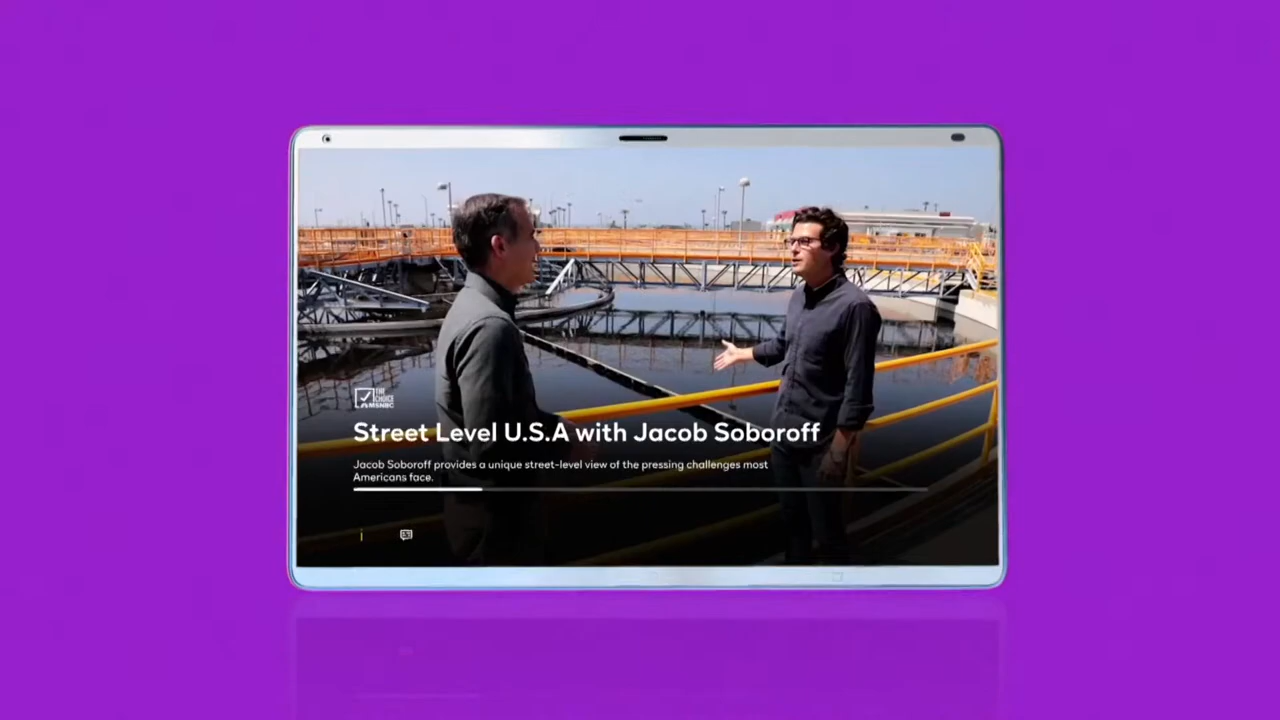 THE
CHOICE
MSNBC
Street Level U.S.A with Jacob Soboroff
Jacob Soboroff provides a unique street-level view of the pressing challenges most
Americans face.